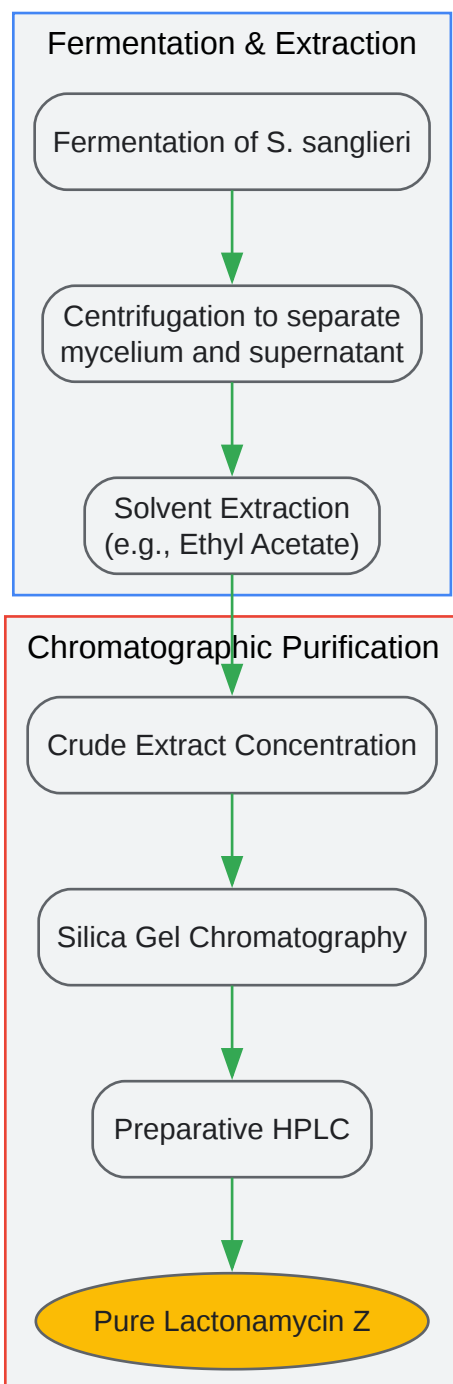 Fermentation & Extraction
Fermentation of S. sanglieri
Centrifugation to separate
mycelium and supernatant
Solvent Extraction
(e.g., Ethyl Acetate)
Chromatographic Purification
Crude Extract Concentration
Silica Gel Chromatography
Preparative HPLC
Pure Lactonamycin Z